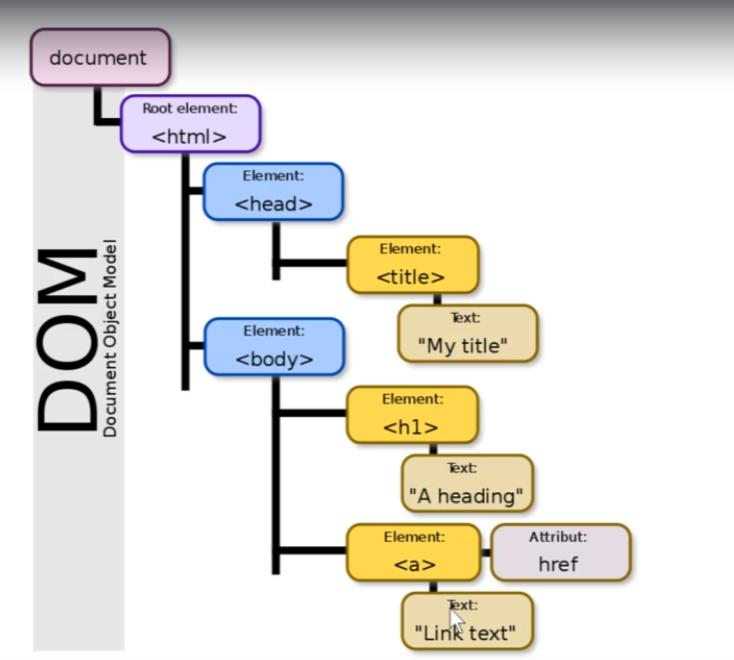 document
Root element:
<html>
Element:
<head>
Element:
<title>
Text:
"My title"
Element:
<body>
Element:
<h1>
Text:
"A heading"
Element:
<a>
Attribut:
href
Text:
"Link text"
DOM
Document Object Model